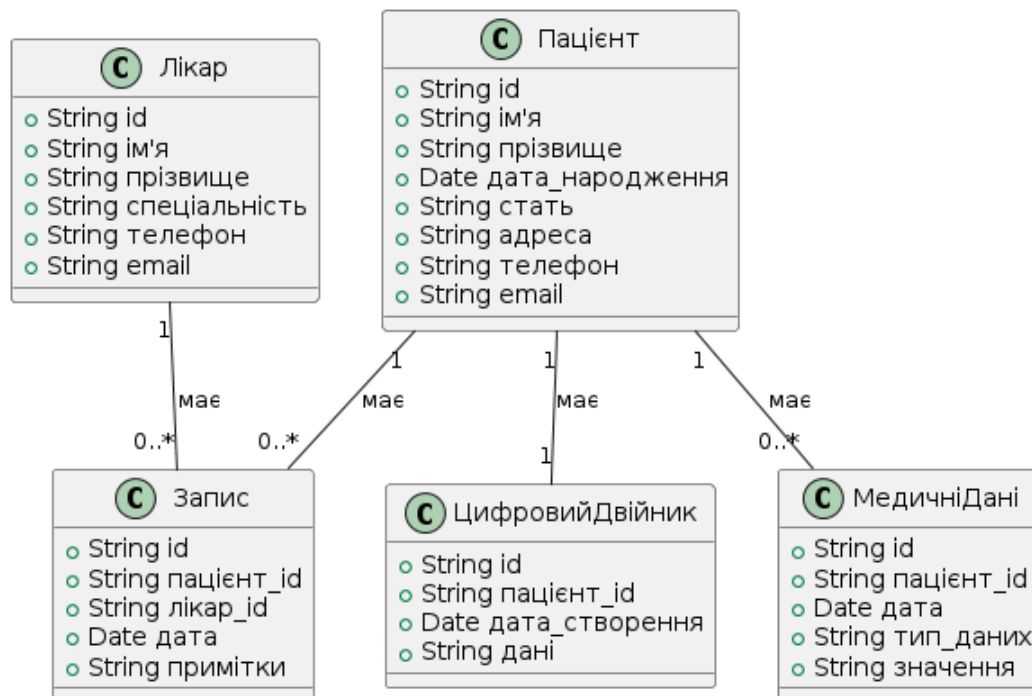 Лікар
String id
String ім'я
String прізвище
String спеціальність
String телефон
String email
Пацієнт
String id
String ім'я
String прізвище
Date дата_народження
String стать
String адреса
String телефон
String email
1
1
1
1
має
має
має
має
0..*
0..*
1
0..*
Запис
String id
String пацієнт_id
String лікар_id
Date дата
String примітки
ЦифровийДвійник
String id
String пацієнт_id
Date дата_створення
String дані
МедичніДані
String id
String пацієнт_id
Date дата
String тип_даних
String значення